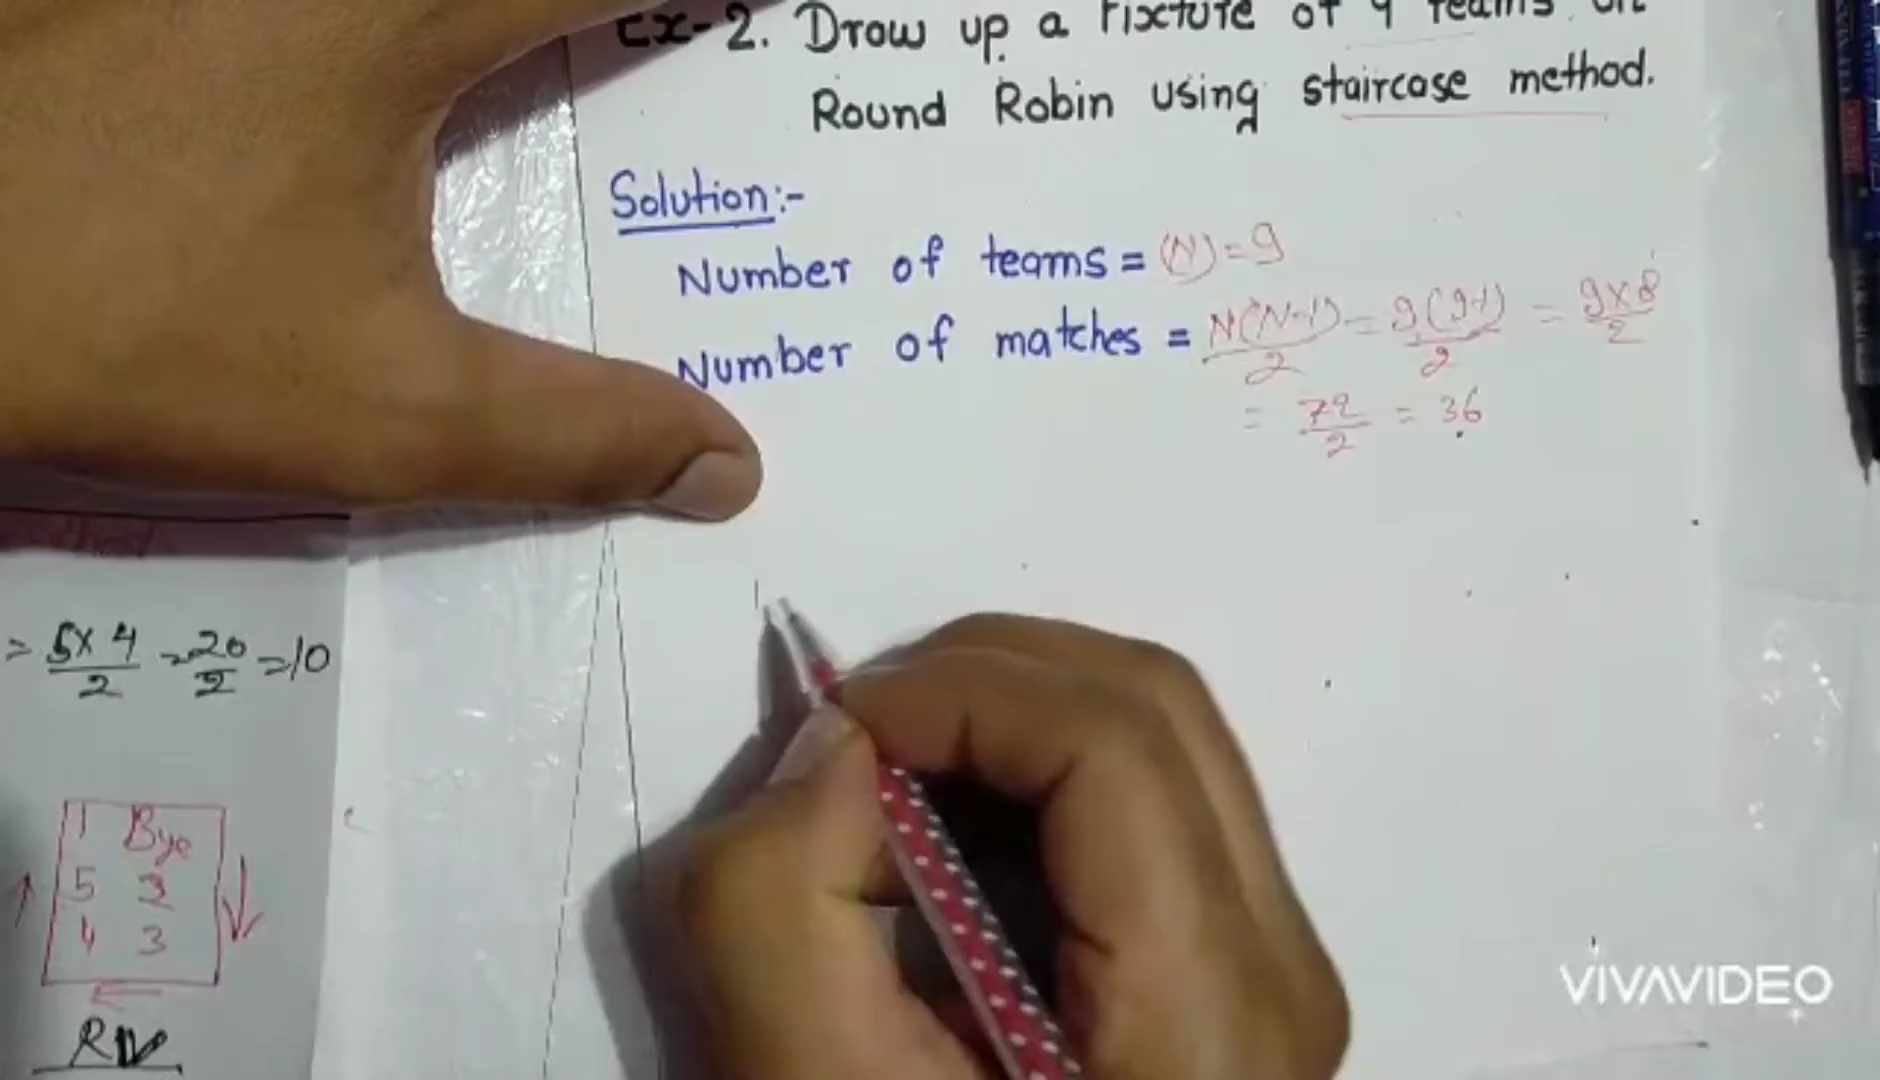 Ex-2. Draw up a Fixture of 9 teams on
Round Robin using staircase method.
Solution:-
Number of teams = (N) = 9
Number of matches = N(N-1)/2 = 9(9-1)/2 = 9x8/2
= 72/2 = 36
= 5x4/2 = 20/2 = 10
1 Bye
5 2
4 3
VIVAVIDEO